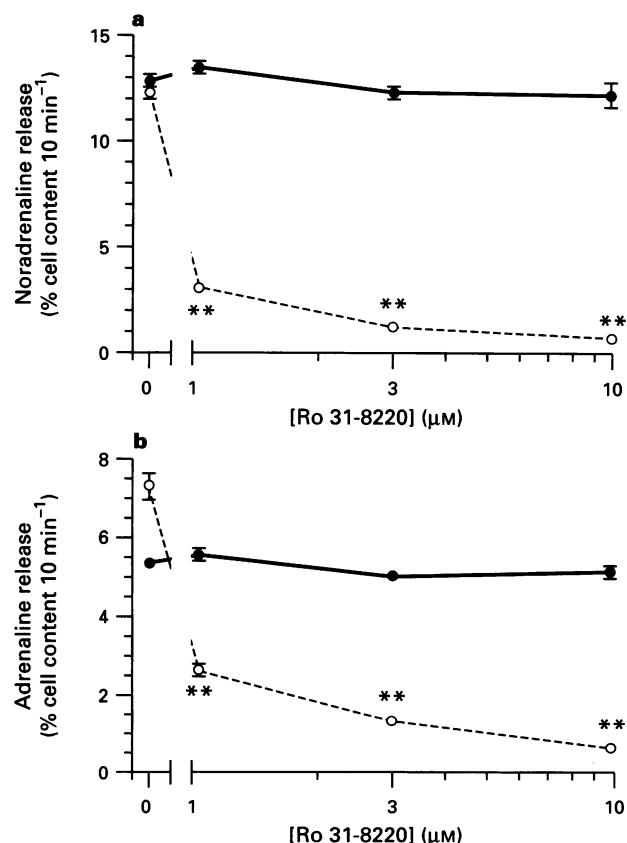 a
Noradrenaline release
(% cell content 10 min⁻¹)
15
10
5
0
**
**
**
0
1
3
10
[Ro 31-8220] (μM)
b
Adrenaline release
(% cell content 10 min⁻¹)
8
6
4
2
0
**
**
**
0
1
3
10
[Ro 31-8220] (μM)